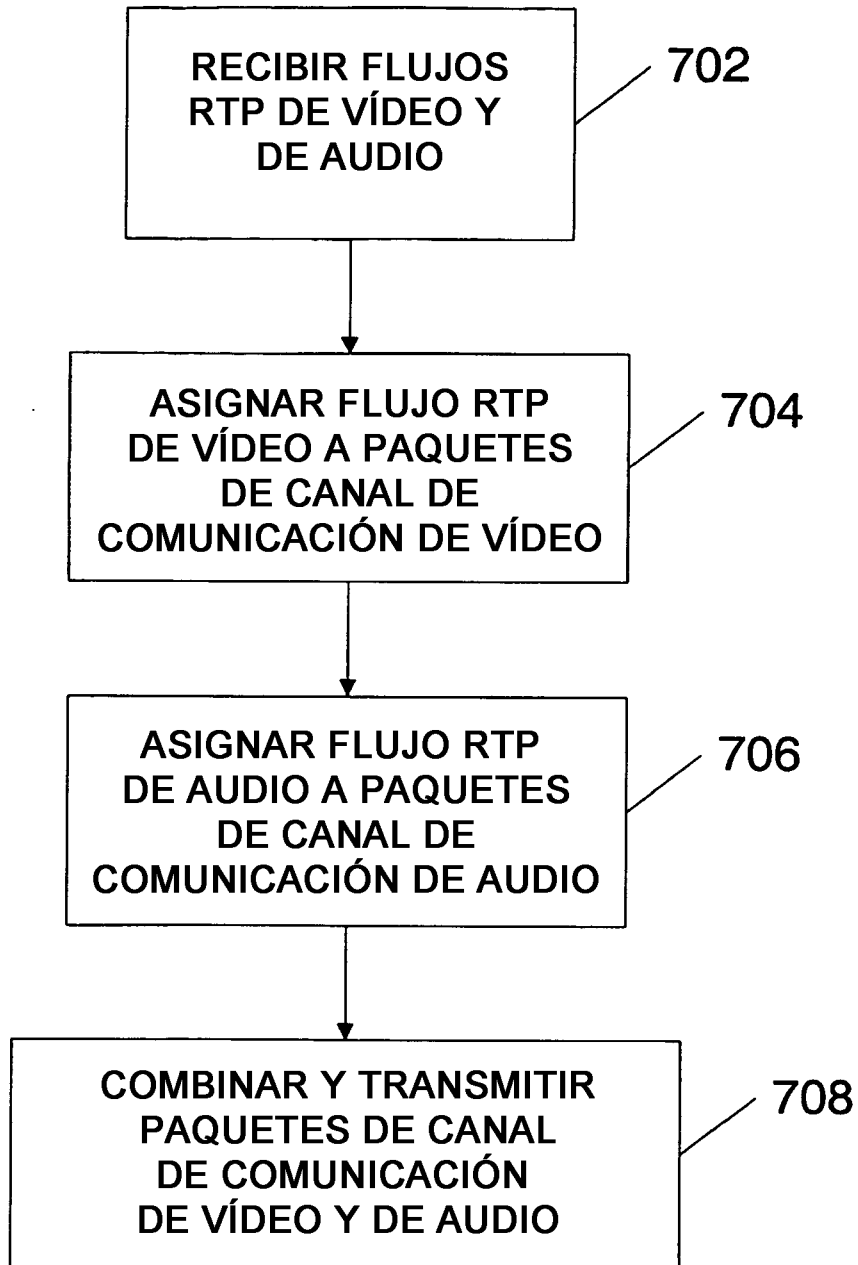 RECIBIR FLUJOS
RTP DE VÍDEO Y
DE AUDIO
702
ASIGNAR FLUJO RTP
DE VÍDEO A PAQUETES
DE CANAL DE
COMUNICACIÓN DE VÍDEO
704
ASIGNAR FLUJO RTP
DE AUDIO A PAQUETES
DE CANAL DE
COMUNICACIÓN DE AUDIO
706
COMBINAR Y TRANSMITIR
PAQUETES DE CANAL
DE COMUNICACIÓN
DE VÍDEO Y DE AUDIO
708